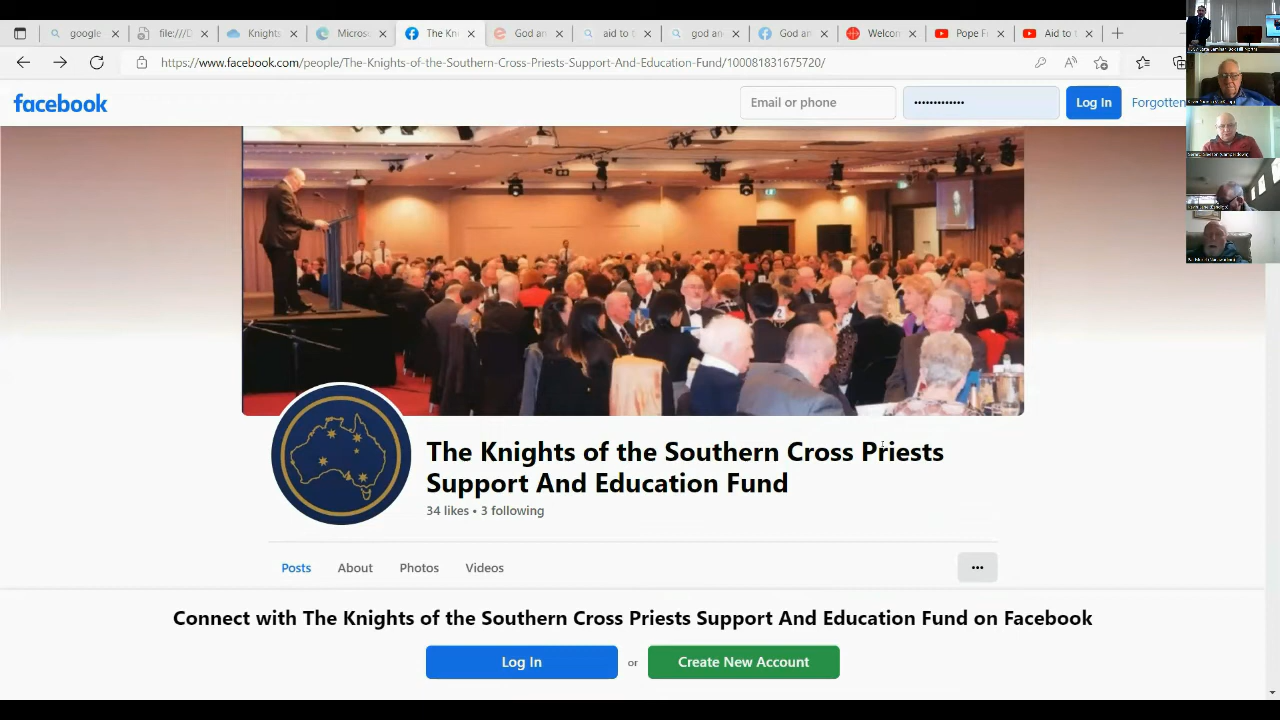 google
file:///D
Knights
Micros
The Kni
God an
aid to t
god an
God an
Welcon
Pope F
Aid to t
https://www.facebook.com/people/The-Knights-of-the-Southern-Cross-Priests-Support-And-Education-Fund/100081831975720/
facebook
Email or phone
Log In
Forgotten
The Knights of the Southern Cross Priests
Support And Education Fund
34 likes • 3 following
Posts
About
Photos
Videos
Connect with The Knights of the Southern Cross Priests Support And Education Fund on Facebook
Log In
or
Create New Account